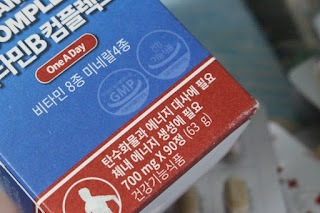 COMPLE
타민B 컴플렉
One A Day
비타민 8종 미네랄4종
GMP
탄수화물과 에너지 대사에 필요
체내 에너지 생성에 필요
700 mg X 90정 (63 g)
건강기능식품